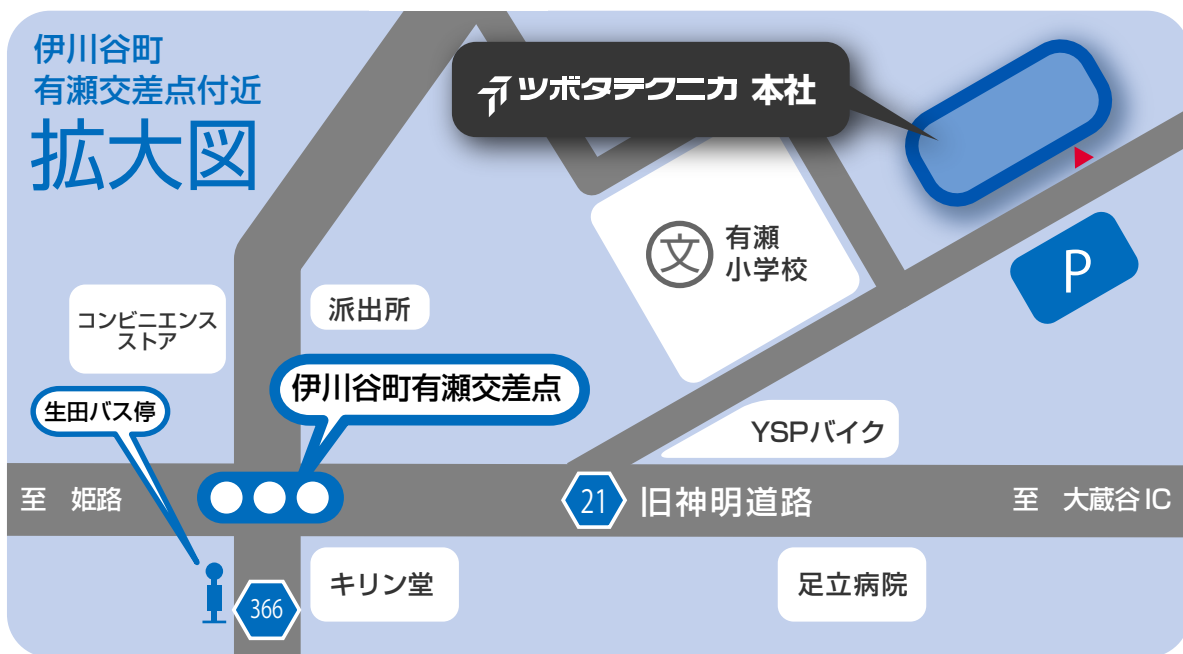 伊川谷町
有瀬交差点付近
拡大図
ツボタテクニカ 本社
有瀬
小学校
文
P
コンビニエンス
ストア
派出所
伊川谷町有瀬交差点
生田バス停
YSPバイク
至 姫路
21 旧神明道路
至 大蔵谷IC
キリン堂
足立病院
366